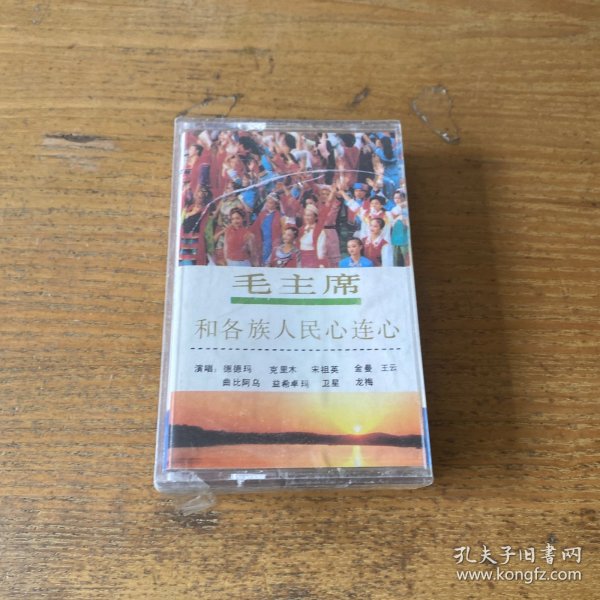 毛主席
和各族人民心连心
演唱：德德玛 克里木 宋祖英 金曼 王云
曲比阿乌 益希卓玛 卫星 龙梅
孔夫子旧书网
www.kongfz.com